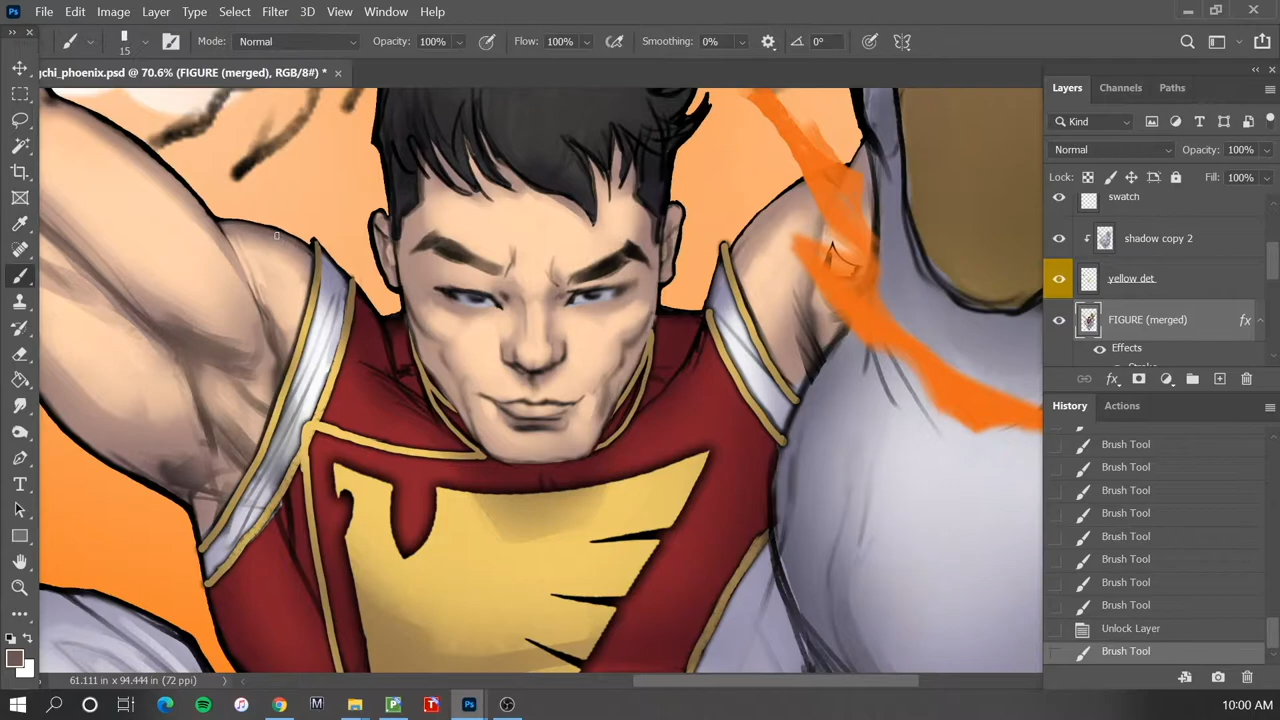 File Edit Image Layer Type Select Filter 3D View Window Help
15 Mode: Normal Opacity: 100% Flow: 100% Smoothing: 0% 0°
gchi_phoenix.psd @ 70.6% (FIGURE (merged), RGB/8#) *
Layers Channels Paths
Kind
Normal Opacity: 100%
Lock: Fill: 100%
swatch
shadow copy 2
yellow det
FIGURE (merged) fx
Effects
History Actions
Brush Tool
Brush Tool
Brush Tool
Brush Tool
Brush Tool
Brush Tool
Brush Tool
Brush Tool
Unlock Layer
Brush Tool
61.111 in x 94.444 in (72 ppi)
10:00 AM